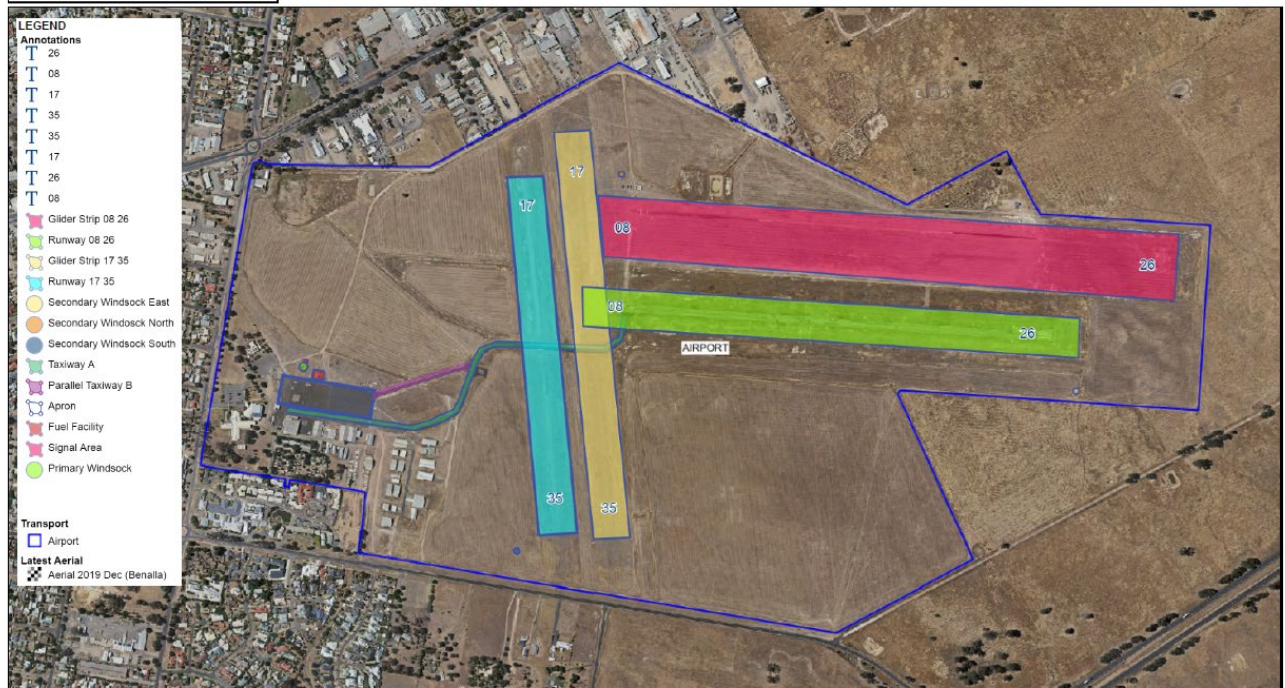 LEGEND
Annotations
T 26
T 08
T 17
T 35
T 35
T 17
T 26
T 08
Glider Strip 08 26
Runway 08 26
Glider Strip 17 35
Runway 17 35
Secondary Windsock East
Secondary Windosck North
Secondary Windsock South
Taxiway A
Parallel Taxiway B
Apron
Fuel Facility
Signal Area
Primary Windsock
Transport
Airport
Latest Aerial
Aerial 2019 Dec (Benalla)
17
17
08
26
08
26
AIRPORT
35
35